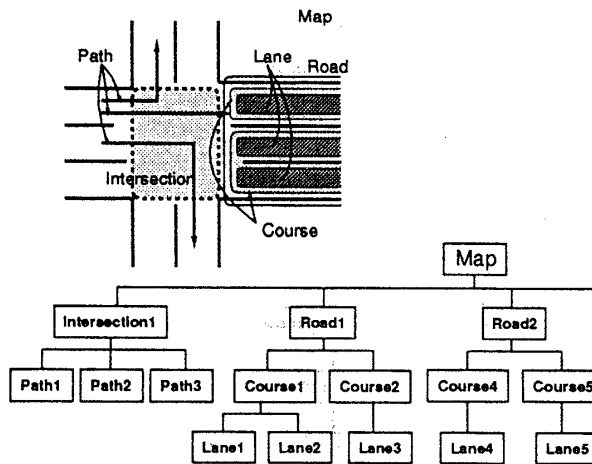 Map
Path
Lane
Road
Intersection
Course
Map
Intersection1
Road1
Road2
Path1
Path2
Path3
Course1
Course2
Course4
Course5
Lane1
Lane2
Lane3
Lane4
Lane5